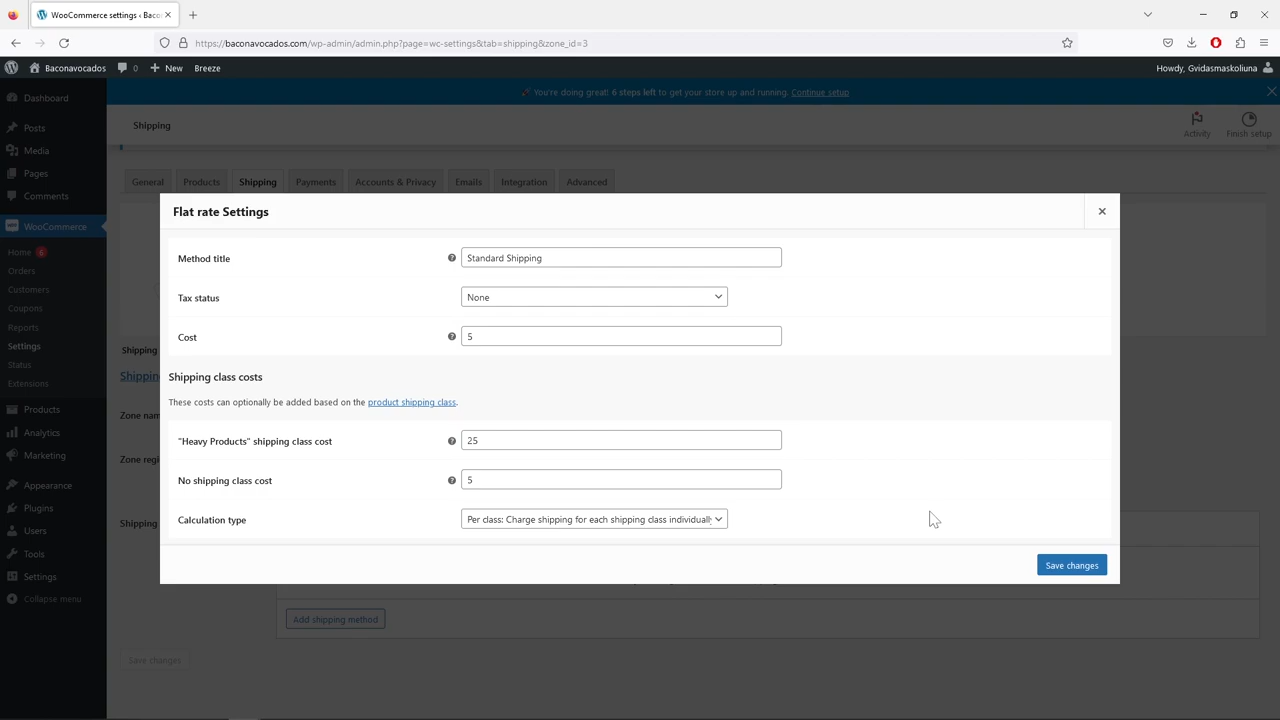 WooCommerce settings ‹ Baco
https://baconavocados.com/wp-admin/admin.php?page=wc-settings&tab=shipping&zone_id=3
Baconavocados
0
New
Breeze
Howdy, Gvidasmaskoliuna
Dashboard
Posts
Media
Pages
Comments
WooCommerce
Home 6
Orders
Customers
Coupons
Reports
Settings
Status
Extensions
Products
Analytics
Marketing
Appearance
Plugins
Users
Tools
Settings
Collapse menu
🚀 You're doing great! 6 steps left to get your store up and running. Continue setup
Shipping
Activity
Finish setup
General
Products
Shipping
Payments
Accounts & Privacy
Emails
Integration
Advanced
Shipping
Shippin
Zone nam
Zone regi
Shipping
Flat rate Settings
Method title
Standard Shipping
Tax status
None
Cost
5
Shipping class costs
These costs can optionally be added based on the product shipping class.
"Heavy Products" shipping class cost
25
No shipping class cost
5
Calculation type
Per class: Charge shipping for each shipping class individually
Save changes
Add shipping method
Save changes